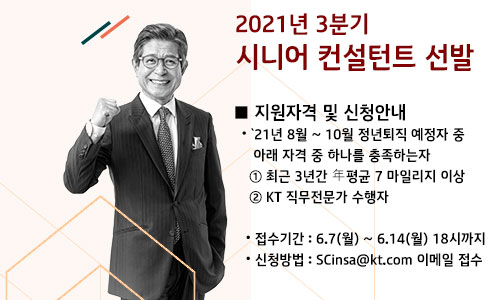 2021년 3분기
시니어 컨설턴트 선발
■ 지원자격 및 신청안내
• `21년 8월 ~ 10월 정년퇴직 예정자 중
아래 자격 중 하나를 충족하는자
① 최근 3년간 年평균 7 마일리지 이상
② KT 직무전문가 수행자
• 접수기간 : 6.7(월) ~ 6.14(월) 18시까지
• 신청방법 : SCinsa@kt.com 이메일 접수